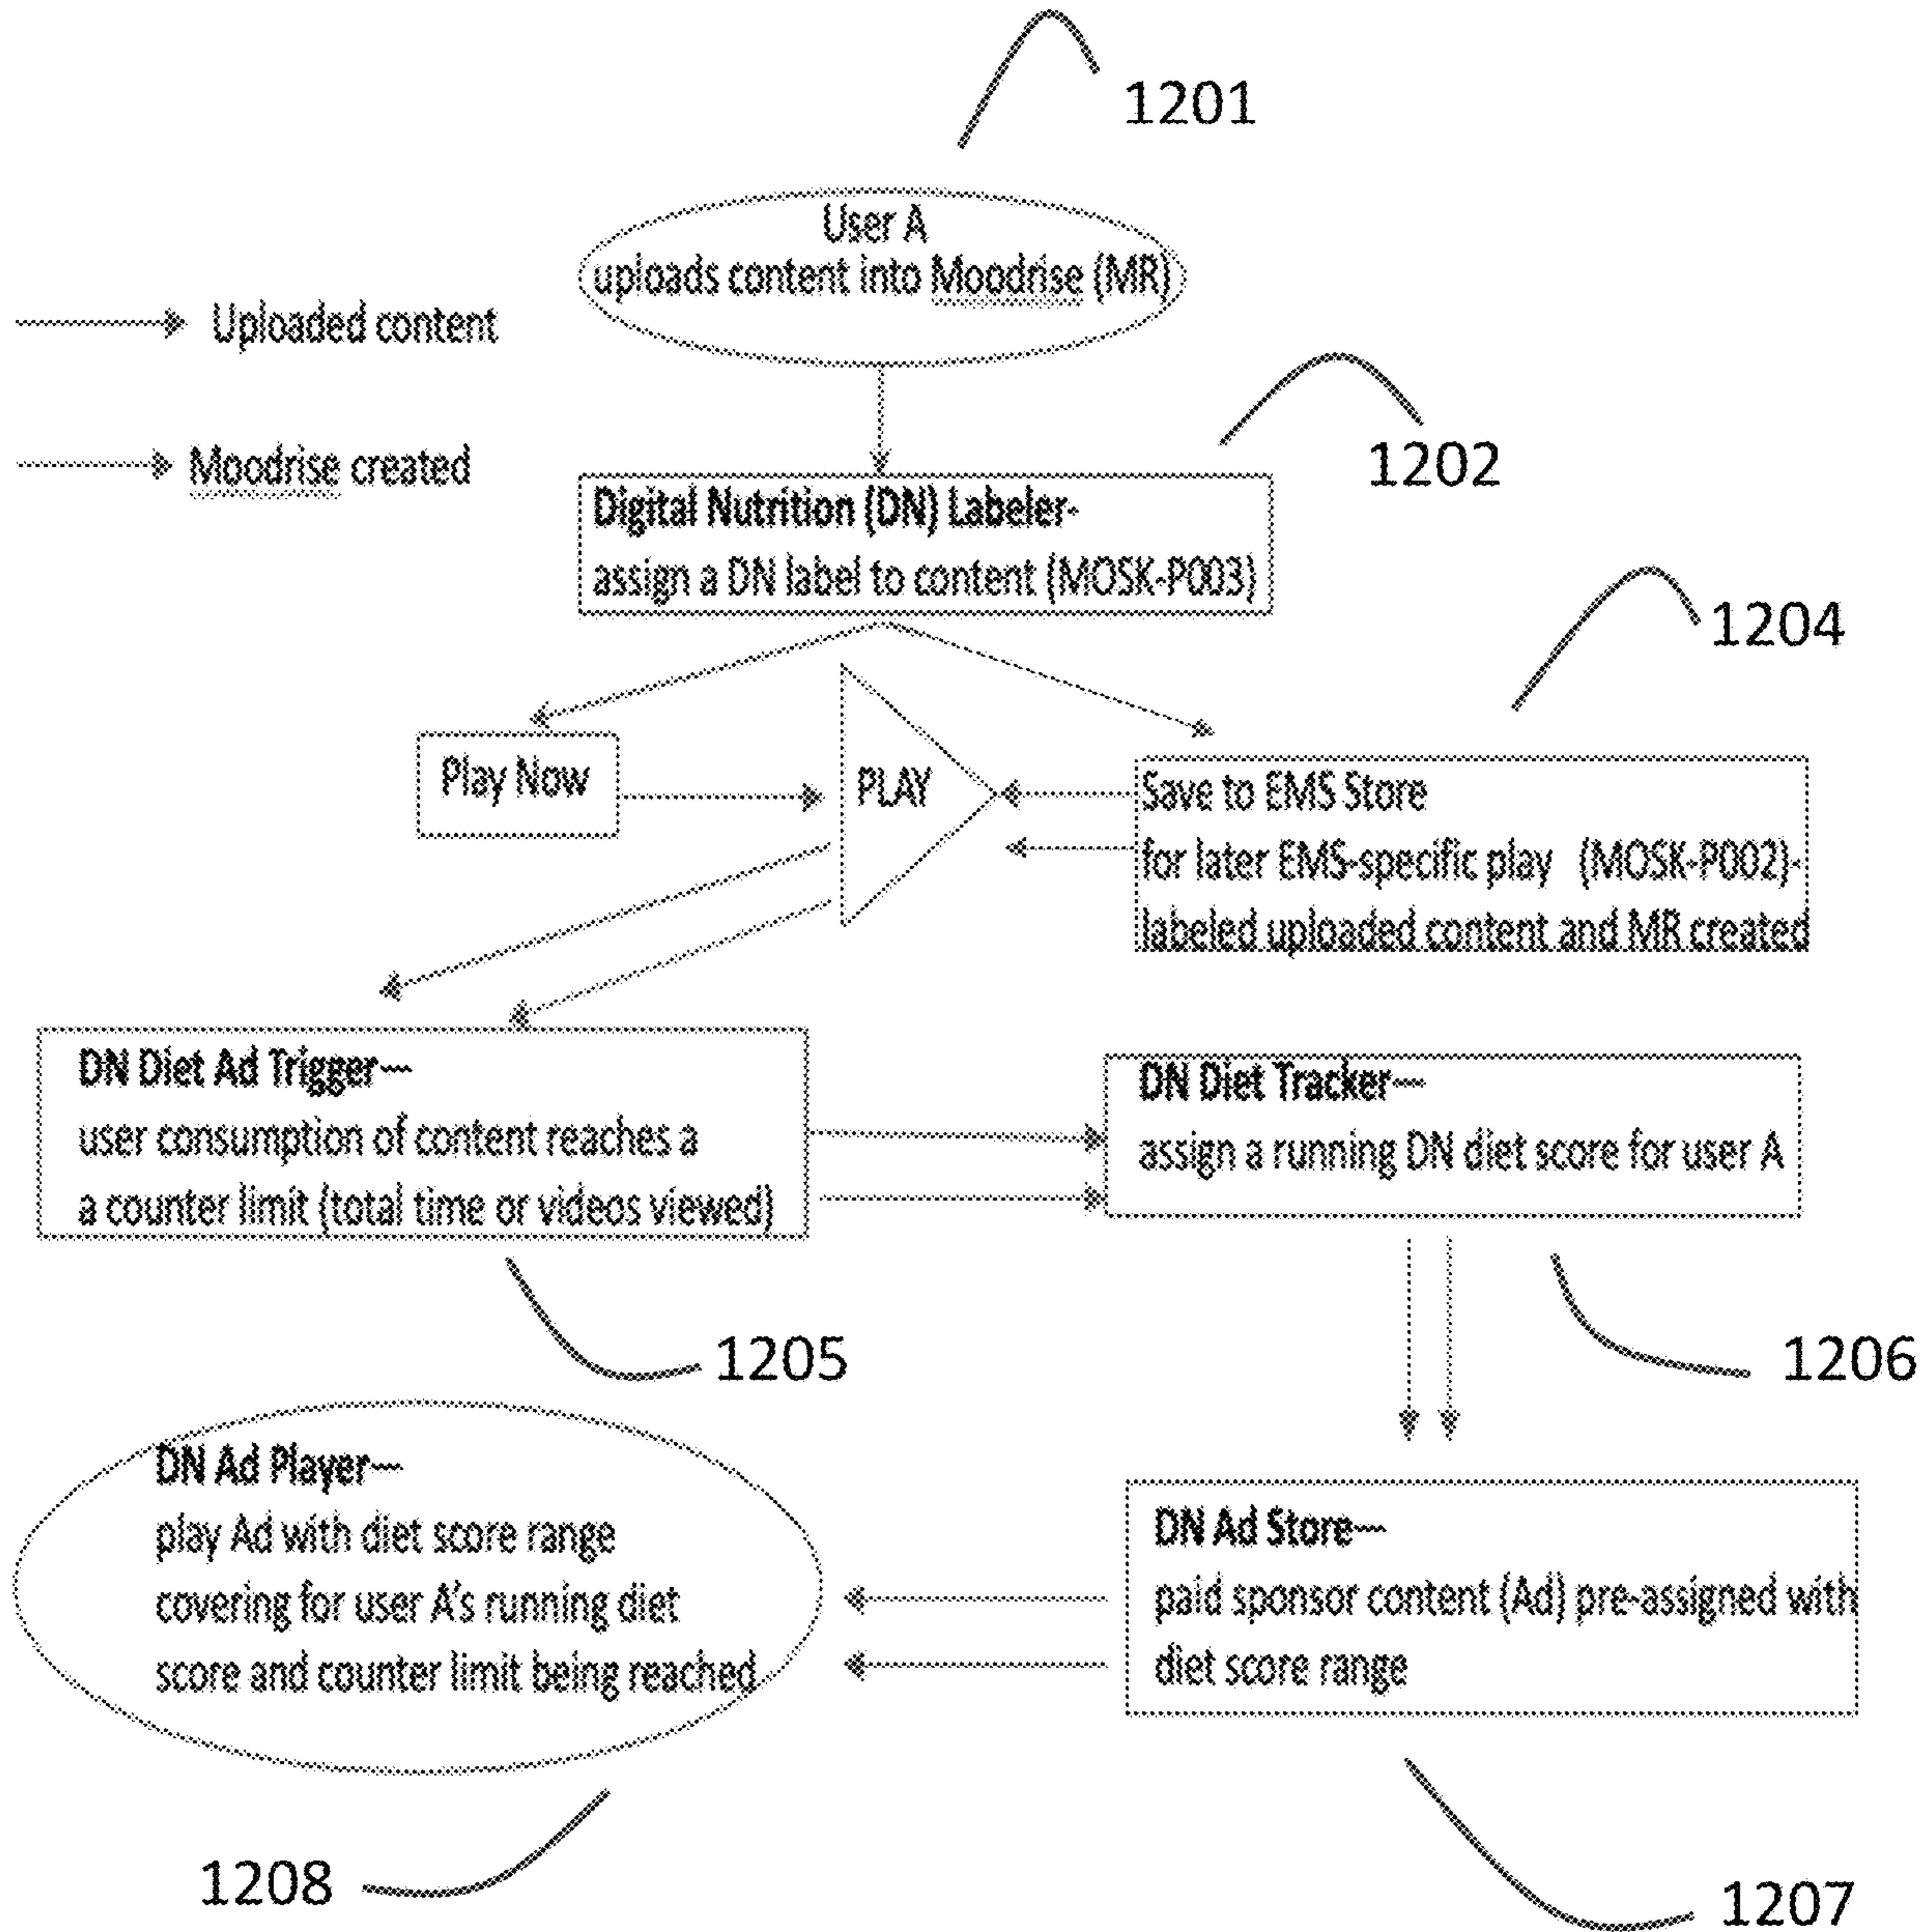 1201
User A
uploads content into Moodrise (MR)
Uploaded content
Moodrise created
1202
Digital Nutrition (DN) Labeler-
assign a DN label to content (MOSK-P003)
1204
Play Now
PLAY
Save to EMS Store
for later EMS-specific play (MOSK-P002)-
labeled uploaded content and MR created
DN Diet Ad Trigger—
user consumption of content reaches a
a counter limit (total time or videos viewed)
DN Diet Tracker—
assign a running DN diet score for user A
1205
1206
DN Ad Player—
play Ad with diet score range
covering for user A's running diet
score and counter limit being reached
DN Ad Store—
paid sponsor content (Ad) pre-assigned with
diet score range
1208
1207